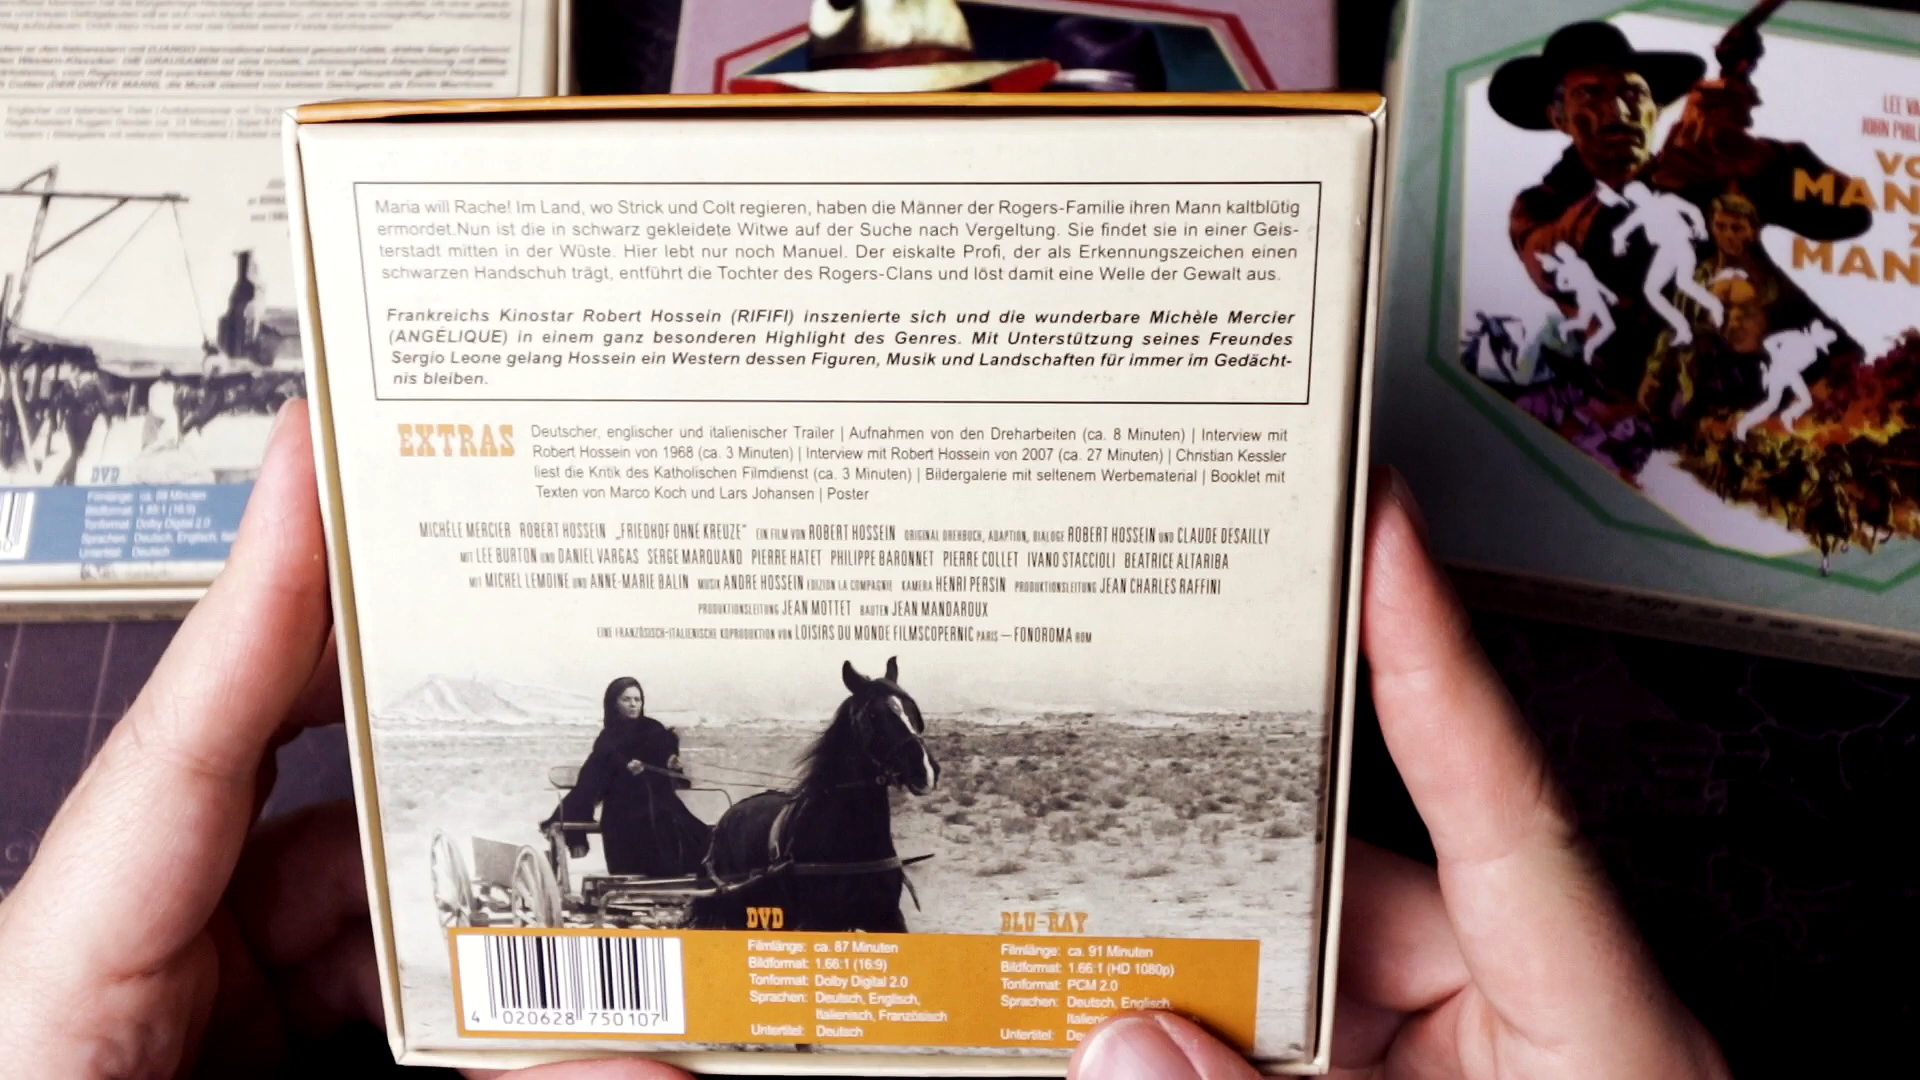 Maria will Rache! Im Land, wo Strick und Colt regieren, haben die Männer der Rogers-Familie ihren Mann kaltblütig
ermordet.Nun ist die in schwarz gekleidete Witwe auf der Suche nach Vergeltung. Sie findet sie in einer Geis-
terstadt mitten in der Wüste. Hier lebt nur noch Manuel. Der eiskalte Profi, der als Erkennungszeichen einen
schwarzen Handschuh trägt, entführt die Tochter des Rogers-Clans und löst damit eine Welle der Gewalt aus.
Frankreichs Kinostar Robert Hossein (RIFIFI) inszenierte sich und die wunderbare Michèle Mercier
(ANGÉLIQUE) in einem ganz besonderen Highlight des Genres. Mit Unterstützung seines Freundes
Sergio Leone gelang Hossein ein Western dessen Figuren, Musik und Landschaften für immer im Gedächt-
nis bleiben.
EXTRAS
Deutscher, englischer und italienischer Trailer | Aufnahmen von den Dreharbeiten (ca. 8 Minuten) | Interview mit
Robert Hossein von 1968 (ca. 3 Minuten) | Interview mit Robert Hossein von 2007 (ca. 27 Minuten) | Christian Kessler
liest die Kritik des Katholischen Filmdienst (ca. 3 Minuten) | Bildergalerie mit seltenem Werbematerial | Booklet mit
Texten von Marco Koch und Lars Johansen | Poster
MICHÈLE MERCIER ROBERT HOSSEIN „FRIEDHOF OHNE KREUZE" EIN FILM VON ROBERT HOSSEIN ORIGINAL DREHBUCH, ADAPTION, DIALOGE ROBERT HOSSEIN UND CLAUDE DESAILLY
MIT LEE BURTON UND DANIEL VARGAS SERGE MARQUAND PIERRE HATET PHILIPPE BARONNET PIERRE COLLET IVANO STACCIOLI BEATRICE ALTARIBA
MIT MICHEL LEMOINE UND ANNE-MARIE BALIN MUSIK ANDRE HOSSEIN EDIZION LA COMPAGNIE KAMERA HENRI PERSIN PRODUKTIONSLEITUNG JEAN CHARLES RAFFINI
PRODUKTIONSLEITUNG JEAN MOTTET BAUTEN JEAN MANDAROUX
EINE FRANZÖSISCH-ITALIENISCHE KOPRODUKTION VON LOISIRS DU MONDE FILMSCOPERNIC PARIS – FONOROMA ROM
DVD
Filmlänge: ca. 87 Minuten
Bildformat: 1.66:1 (16:9)
Tonformat: Dolby Digital 2.0
Sprachen: Deutsch, Englisch,
Italienisch, Französisch
Untertitel: Deutsch
BLU-RAY
Filmlänge: ca. 91 Minuten
Bildformat: 1.66:1 (HD 1080p)
Tonformat: PCM 2.0
Sprachen: Deutsch, Englisch,
Untertitel:
4 020628 750107
LEE
JOHN PHIL
MAN
MAN
DVD
Filmlänge: ca. 88 Minuten
Bildformat: 1.66:1 (16:9)
Tonformat: Dolby Digital 2.0
Sprachen: Deutsch, Englisch,
Untertitel: Deutsch